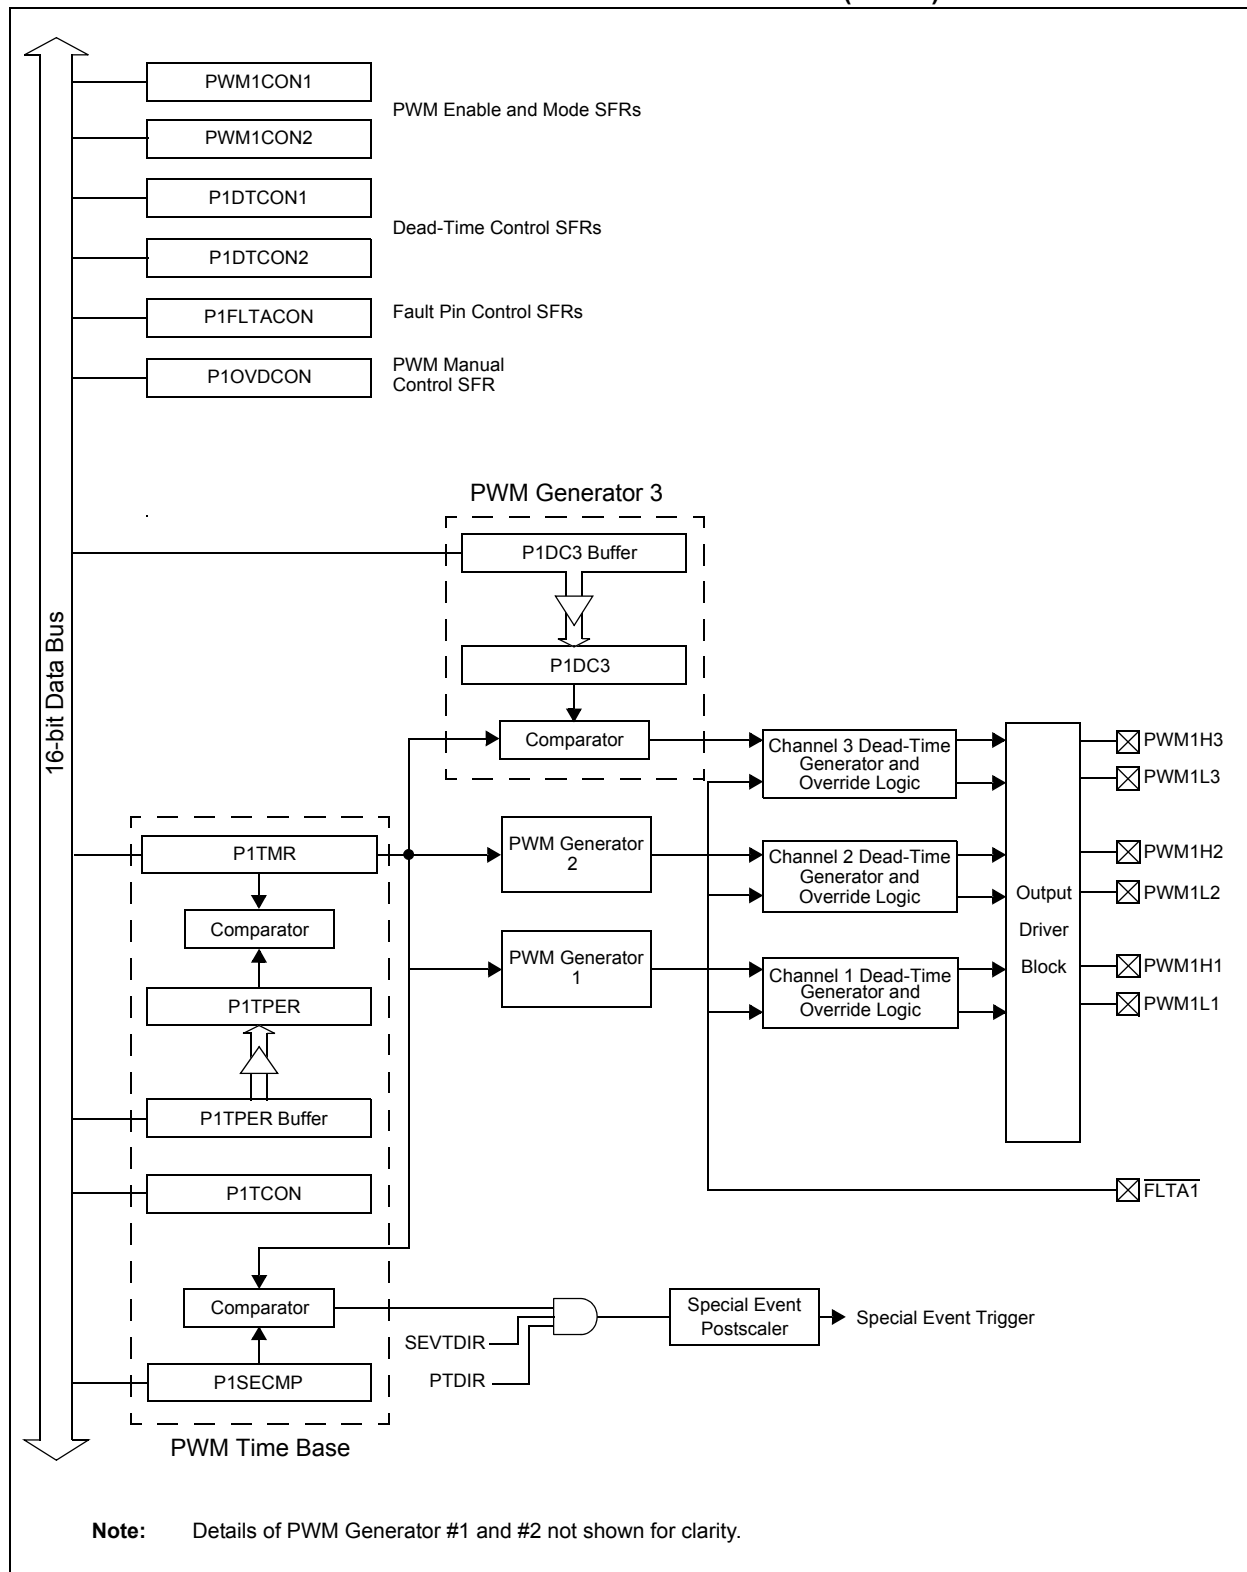 PWM1CON1
PWM Enable and Mode SFRs
PWM1CON2
P1DTCON1
Dead-Time Control SFRs
P1DTCON2
P1FLTACON
Fault Pin Control SFRs
P1OVDCON
PWM Manual
Control SFR
16-bit Data Bus
PWM Generator 3
P1DC3 Buffer
P1DC3
Comparator
Channel 3 Dead-Time
Generator and
Override Logic
PWM1H3
PWM1L3
P1TMR
PWM Generator
2
Channel 2 Dead-Time
Generator and
Override Logic
PWM1H2
PWM1L2
Output
Driver
Block
Comparator
PWM Generator
1
Channel 1 Dead-Time
Generator and
Override Logic
PWM1H1
PWM1L1
P1TPER
P1TPER Buffer
P1TCON
FLTA1
Comparator
SEVTDIR
PTDIR
Special Event
Postscaler
Special Event Trigger
P1SECMP
PWM Time Base
Note: Details of PWM Generator #1 and #2 not shown for clarity.